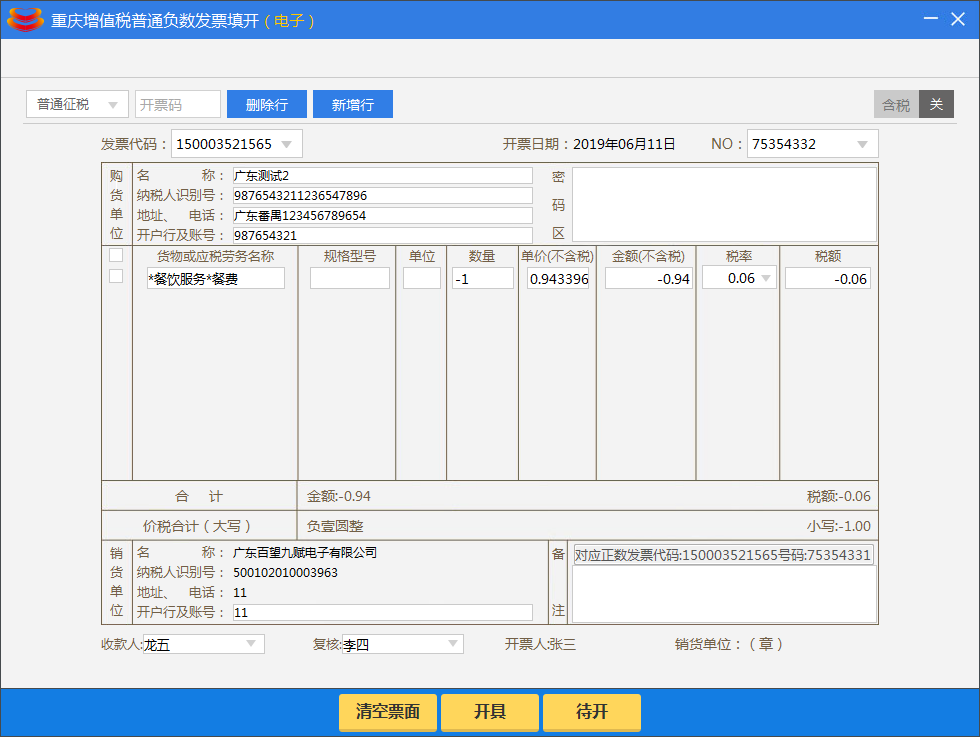 重庆增值税普通负数发票填开（电子）
普通征税 开票码 删除行 新增行 含税 关
发票代码： 150003521565 开票日期：2019年06月11日 NO： 75354332
购货单位
名 称： 广东测试2
纳税人识别号： 9876543211236547896
地址、 电话： 广东番禺123456789654
开户行及账号： 987654321
密码区
货物或应税劳务名称 规格型号 单位 数量 单价(不含税) 金额(不含税) 税率 税额
*餐饮服务*餐费 -1 0.943396 -0.94 0.06 -0.06
合 计 金额:-0.94 税额:-0.06
价税合计（大写） 负壹圆整 小写:-1.00
销货单位
名 称： 广东百望九赋电子有限公司
纳税人识别号： 500102010003963
地址、 电话： 11
开户行及账号： 11
备注
对应正数发票代码:150003521565号码:75354331
收款人: 龙五 复核: 李四 开票人:张三 销货单位：（章）
清空票面 开具 待开